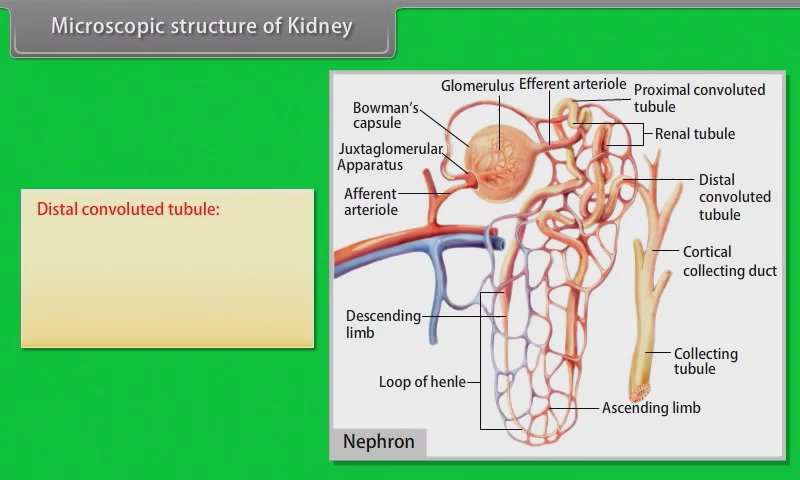 Microscopic structure of Kidney
Distal convoluted tubule:
Glomerulus
Efferent arteriole
Proximal convoluted
tubule
Bowman's
capsule
Renal tubule
Juxtaglomerular
Apparatus
Distal
convoluted
tubule
Afferent
arteriole
Cortical
collecting duct
Descending
limb
Collecting
tubule
Loop of henle
Ascending limb
Nephron